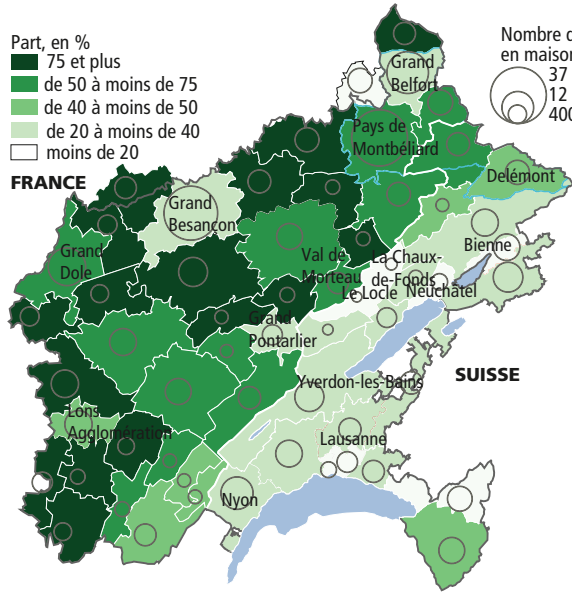 Part, en %
75 et plus
de 50 à moins de 75
de 40 à moins de 50
de 20 à moins de 40
moins de 20
Nombre d
en maison
37
12
400
FRANCE
SUISSE
Grand
Belfort
Pays de
Montbéliard
Delémont
Grand
Besançon
Bienne
Grand
Dole
Val de
Morteau
La Chaux-
de-Fonds
Le Locle
Neuchâtel
Grand
Pontarlier
Yverdon-les-Bains
Lons
Agglomération
Lausanne
Nyon